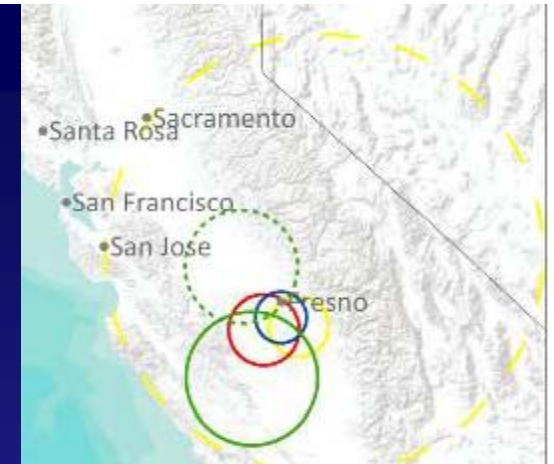 Sacramento
Santa Rosa
San Francisco
San Jose
Fresno